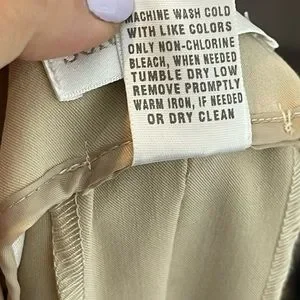 MACHINE WASH COLD
WITH LIKE COLORS
ONLY NON-CHLORINE
BLEACH, WHEN NEEDED
TUMBLE DRY LOW
REMOVE PROMPTLY
WARM IRON, IF NEEDED
OR DRY CLEAN